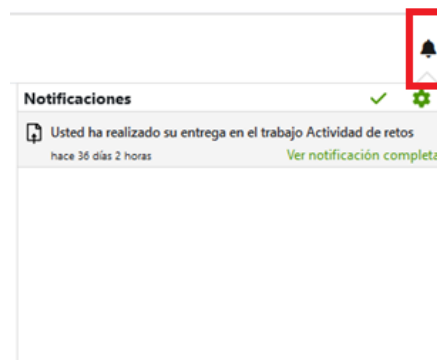 Notificaciones
Usted ha realizado su entrega en el trabajo Actividad de retos
hace 36 días 2 horas
Ver notificación completa